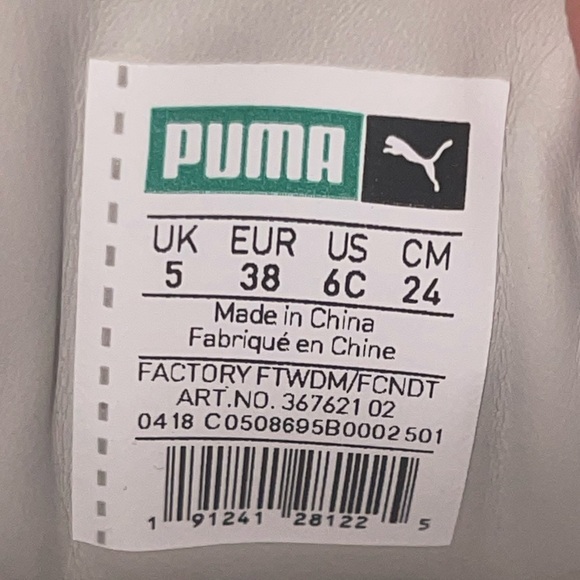 PUMA
UK EUR US CM
5 38 6C 24
Made in China
Fabriqué en Chine
FACTORY FTWDM/FCNDT
ART.NO. 367621 02
0418 C0508695B0002501
1 91241 28122 5